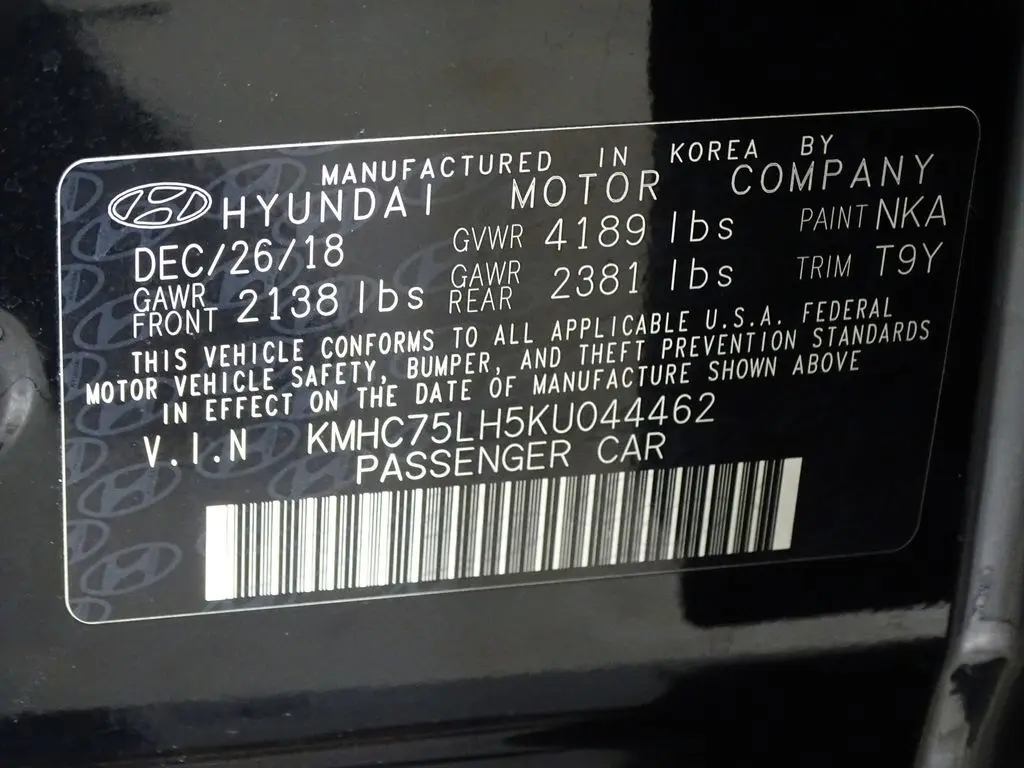 MANUFACTURED IN KOREA BY
HYUNDAI MOTOR COMPANY
DEC/26/18 GVWR 4189 lbs PAINT NKA
GAWR FRONT 2138 lbs GAWR REAR 2381 lbs TRIM T9Y
THIS VEHICLE CONFORMS TO ALL APPLICABLE U.S.A. FEDERAL
MOTOR VEHICLE SAFETY, BUMPER, AND THEFT PREVENTION STANDARDS
IN EFFECT ON THE DATE OF MANUFACTURE SHOWN ABOVE
V.I.N KMHC75LH5KU044462
PASSENGER CAR